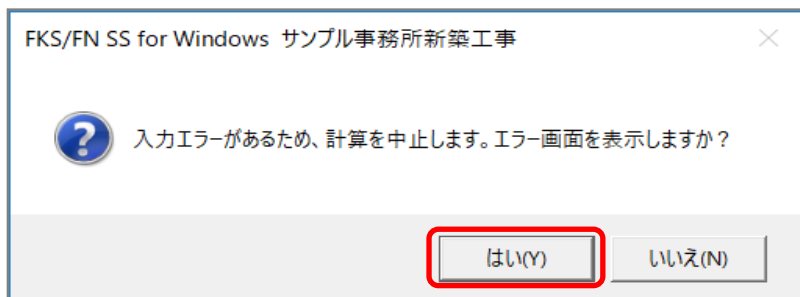 FKS/FN SS for Windows サンプル事務所新築工事
入力エラーがあるため、計算を中止します。エラー画面を表示しますか？
はい(Y)
いいえ(N)